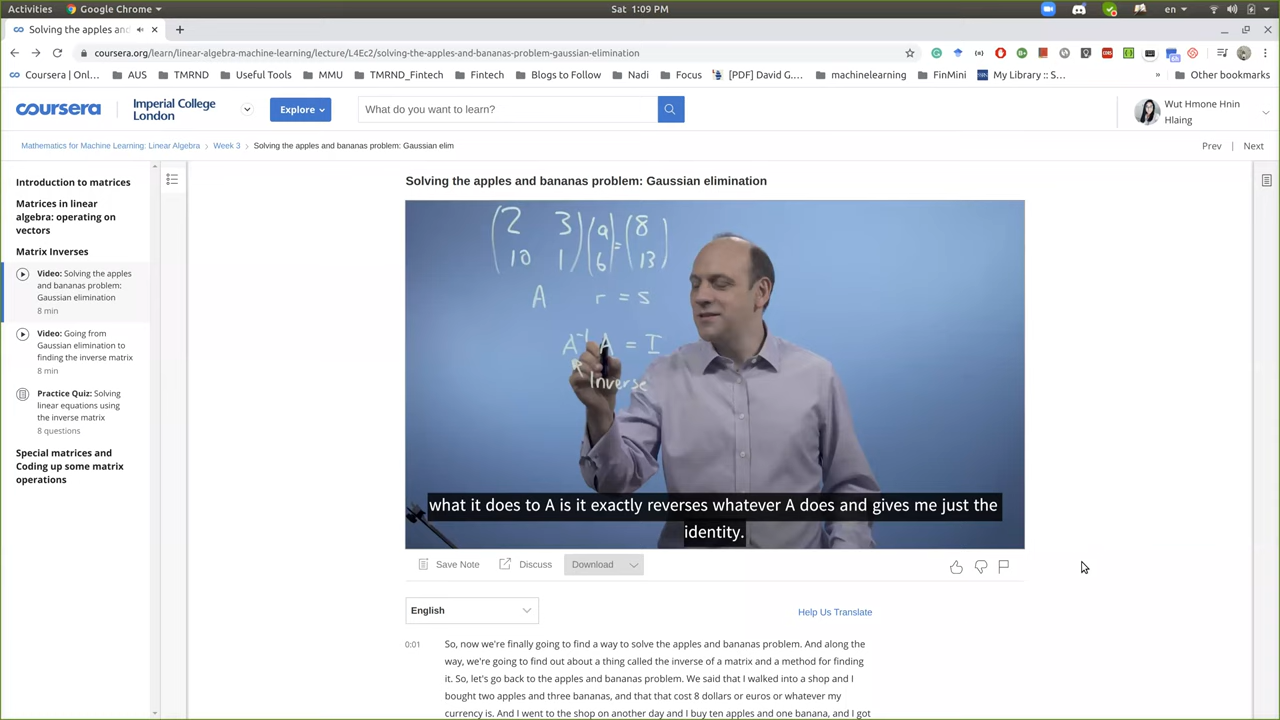 Activities
Google Chrome
Sat 1:09 PM
en
Solving the apples and
coursera.org/learn/linear-algebra-machine-learning/lecture/L4Ec2/solving-the-apples-and-bananas-problem-gaussian-elimination
Coursera | Onl...
AUS
TMRND
Useful Tools
MMU
TMRND_Fintech
Fintech
Blogs to Follow
Nadi
Focus
[PDF] David G....
machinelearning
FinMini
My Library :: S...
»
Other bookmarks
coursera
Imperial College
London
Explore
What do you want to learn?
Wut Hmone Hnin
Hlaing
Mathematics for Machine Learning: Linear Algebra > Week 3 > Solving the apples and bananas problem: Gaussian elim
Prev | Next
Introduction to matrices
Matrices in linear
algebra: operating on
vectors
Matrix Inverses
Video: Solving the apples
and bananas problem:
Gaussian elimination
8 min
Video: Going from
Gaussian elimination to
finding the inverse matrix
8 min
Practice Quiz: Solving
linear equations using
the inverse matrix
8 questions
Special matrices and
Coding up some matrix
operations
Solving the apples and bananas problem: Gaussian elimination
(2 3) (a) = (8)
(10 1) (b) (13)
A r = s
A⁻¹ A = I
Inverse
what it does to A is it exactly reverses whatever A does and gives me just the
identity.
Save Note
Discuss
Download
English
Help Us Translate
0:01
So, now we're finally going to find a way to solve the apples and bananas problem. And along the
way, we're going to find out about a thing called the inverse of a matrix and a method for finding
it. So, let's go back to the apples and bananas problem. We said that I walked into a shop and I
bought two apples and three bananas, and that that cost 8 dollars or euros or whatever my
currency is. And I went to the shop on another day and I buy ten apples and one banana, and I got